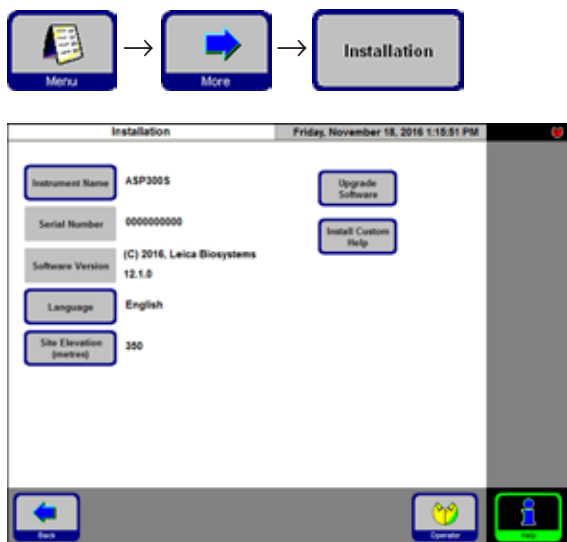 Menu → More → Installation
Installation Friday, November 18, 2016 1:15:51 PM
Instrument Name ASP300S
Upgrade
Software
Serial Number 0000000000
Install Custom
Help
Software Version (C) 2016, Leica Biosystems
12.1.0
Language English
Site Elevation
(metres) 350
Back Operator Help